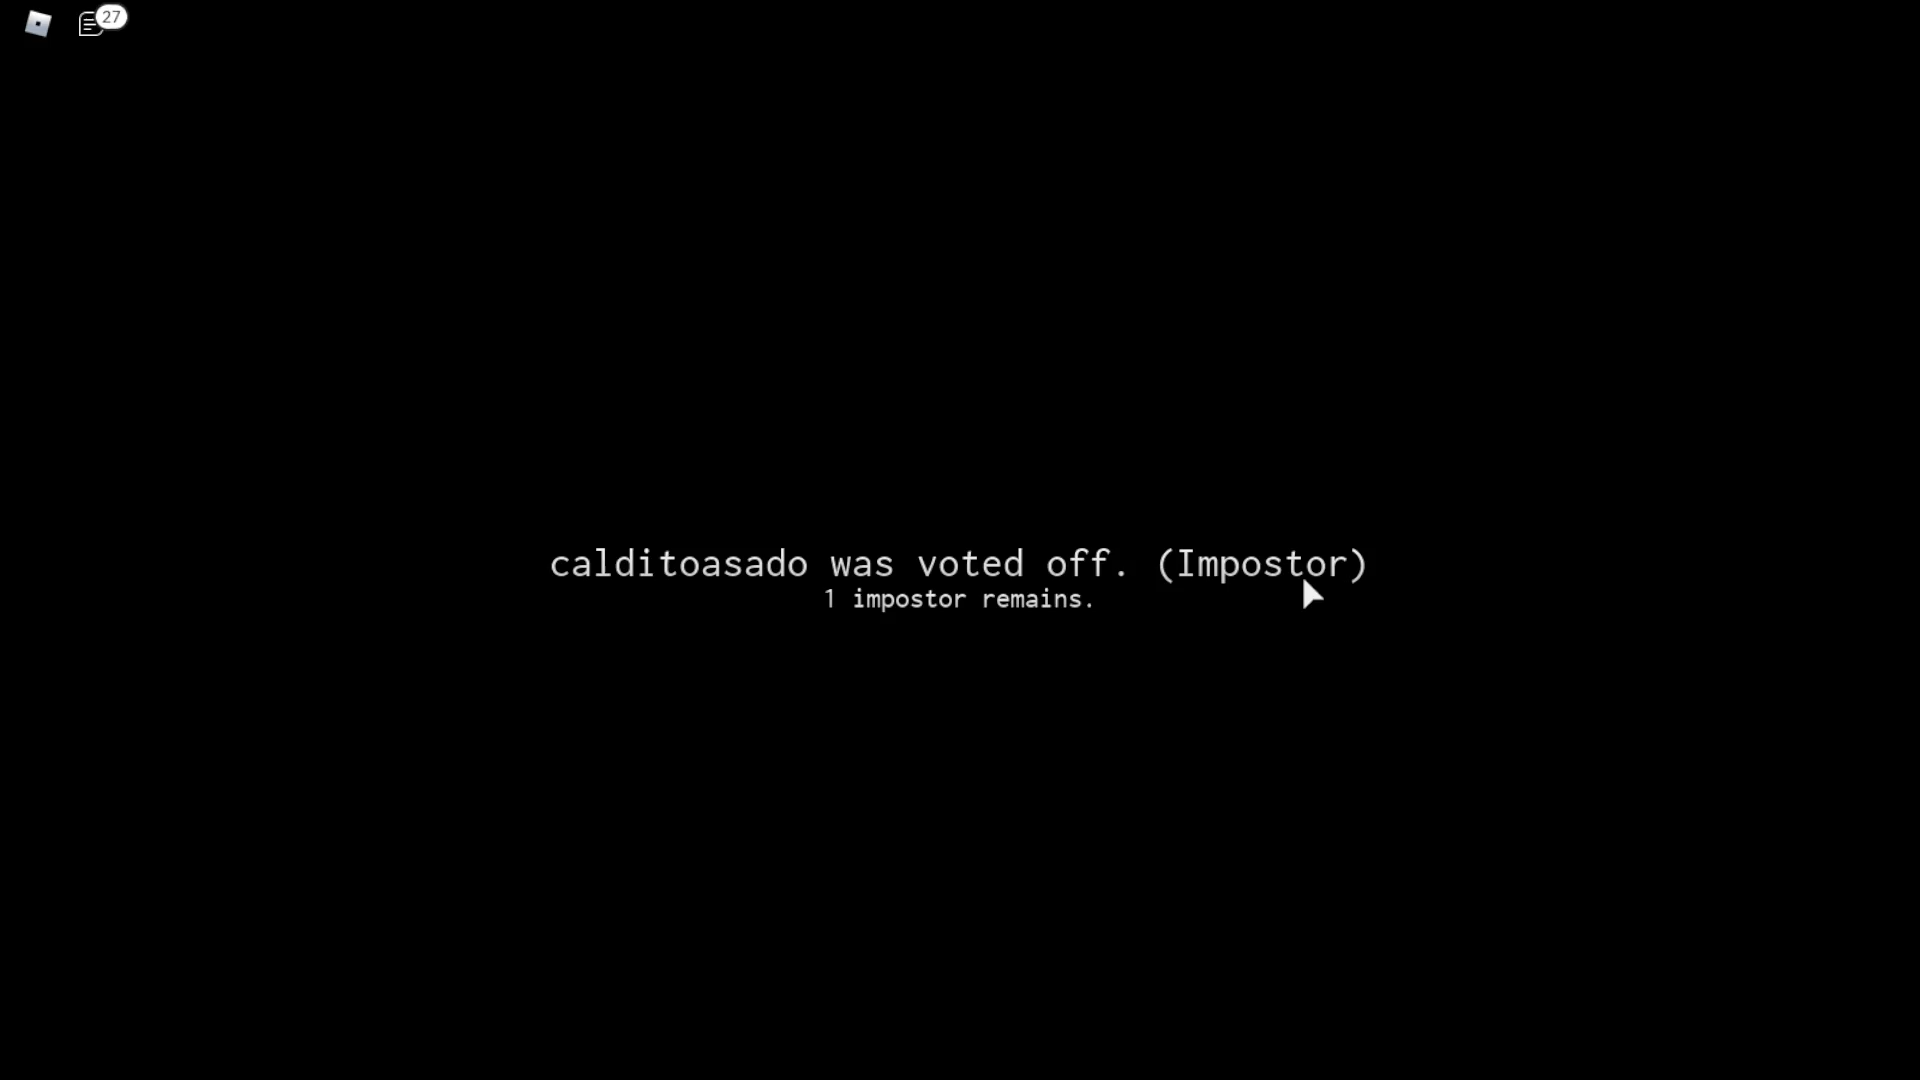 27
calditoasado was voted off. (Impostor)
1 impostor remains.